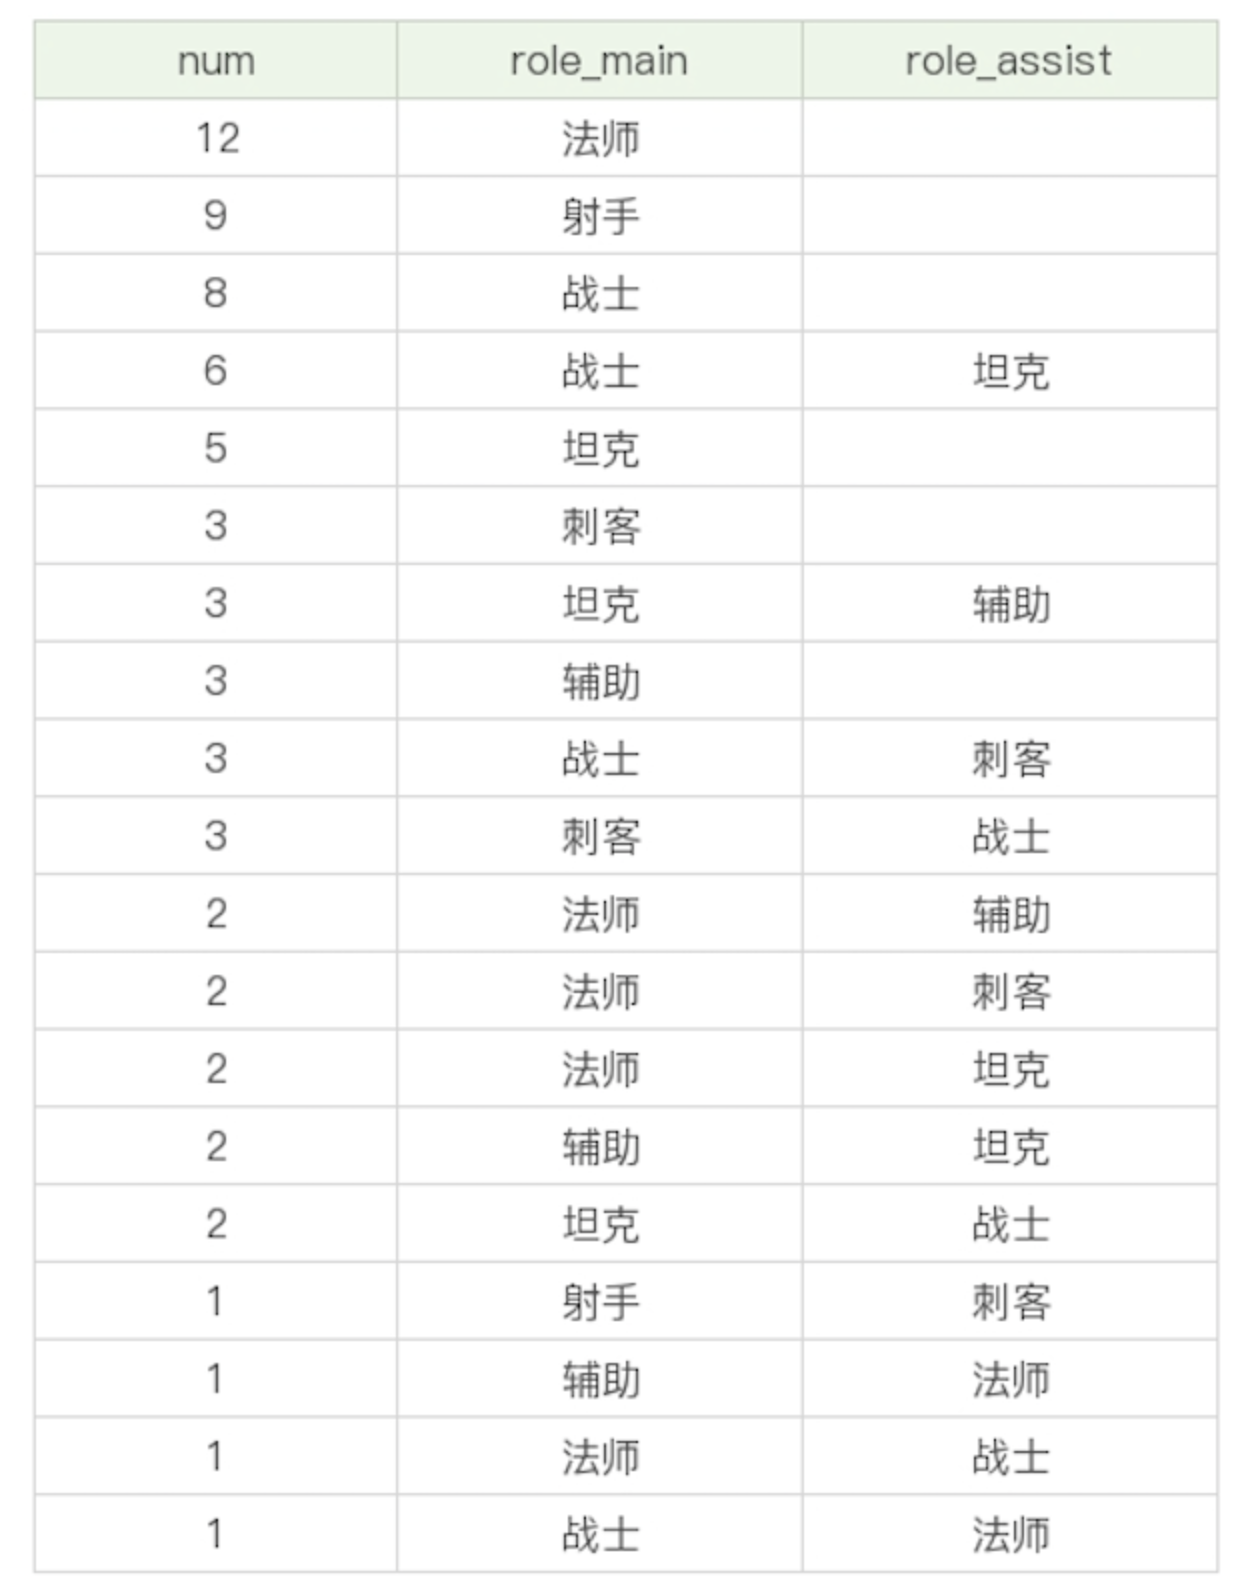 num role_main role_assist
12 法师
9 射手
8 战士
6 战士 坦克
5 坦克
3 刺客
3 坦克 辅助
3 辅助
3 战士 刺客
3 刺客 战士
2 法师 辅助
2 法师 刺客
2 法师 坦克
2 辅助 坦克
2 坦克 战士
1 射手 刺客
1 辅助 法师
1 法师 战士
1 战士 法师